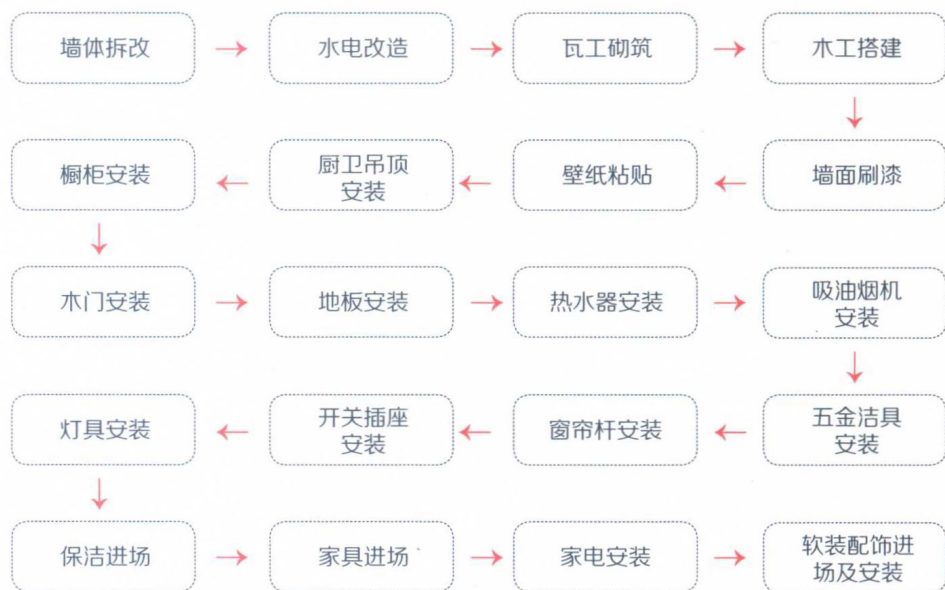 墙体拆改
水电改造
瓦工砌筑
木工搭建
墙面刷漆
壁纸粘贴
厨卫吊顶
安装
橱柜安装
木门安装
地板安装
热水器安装
吸油烟机
安装
五金洁具
安装
窗帘杆安装
开关插座
安装
灯具安装
保洁进场
家具进场
家电安装
软装配饰进
场及安装